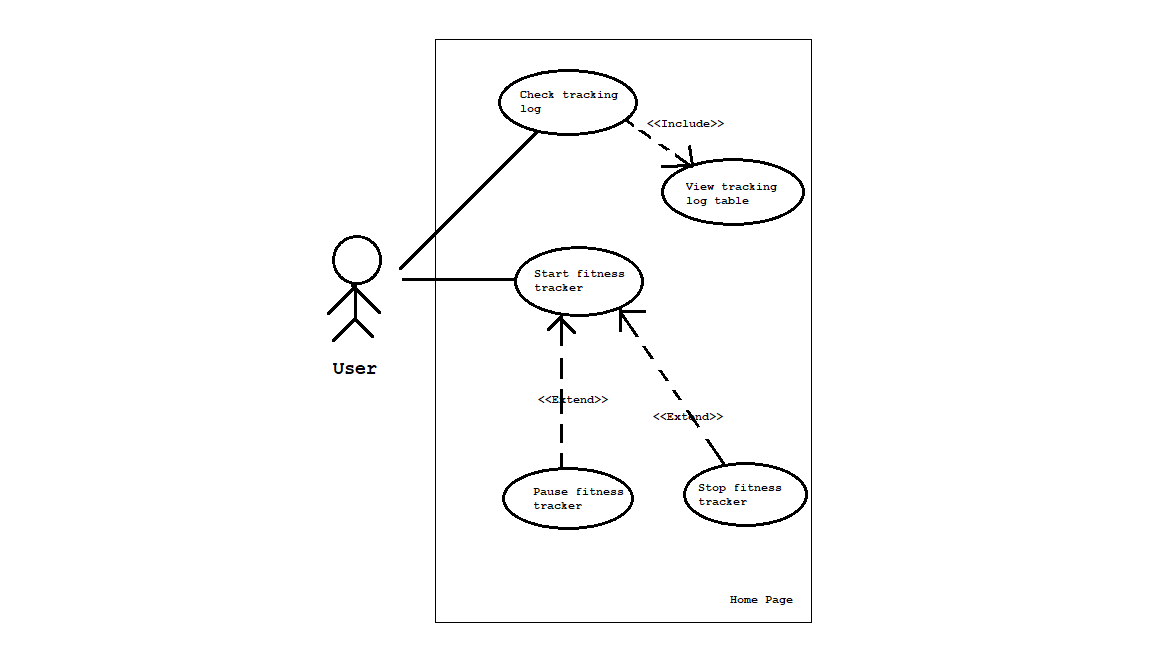 Check tracking
log
<<Include>>
View tracking
log table
Start fitness
tracker
User
<<Extend>>
<<Extend>>
Pause fitness
tracker
Stop fitness
tracker
Home Page